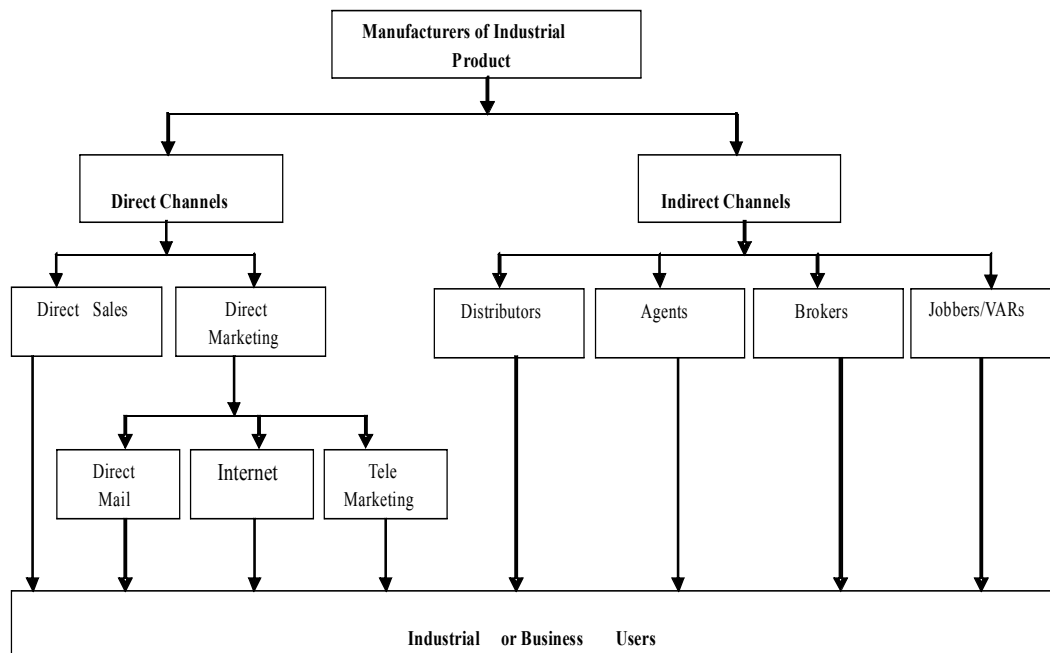 Manufacturers of Industrial
Product
Direct Channels
Indirect Channels
Direct Sales
Direct
Marketing
Distributors
Agents
Brokers
Jobbers/VARs
Direct
Mail
Internet
Tele
Marketing
Industrial or Business Users